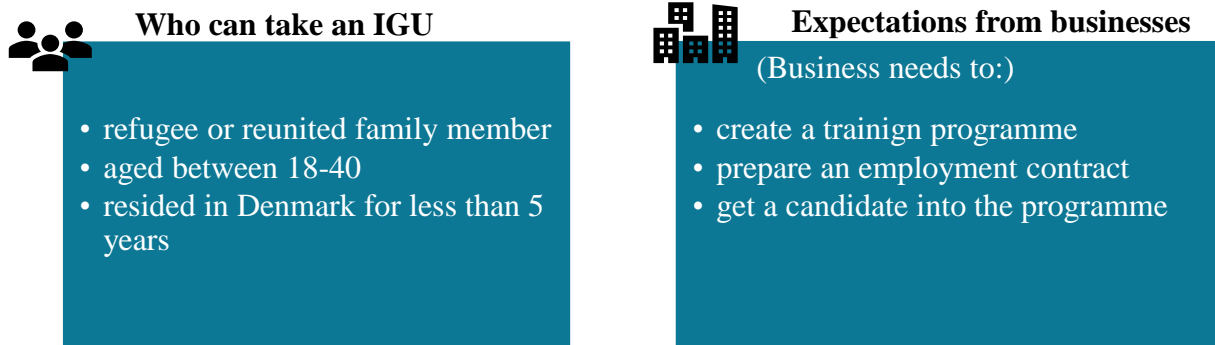 Who can take an IGU
• refugee or reunited family member
• aged between 18-40
• resided in Denmark for less than 5
years
Expectations from businesses
(Business needs to:)
• create a trainign programme
• prepare an employment contract
• get a candidate into the programme